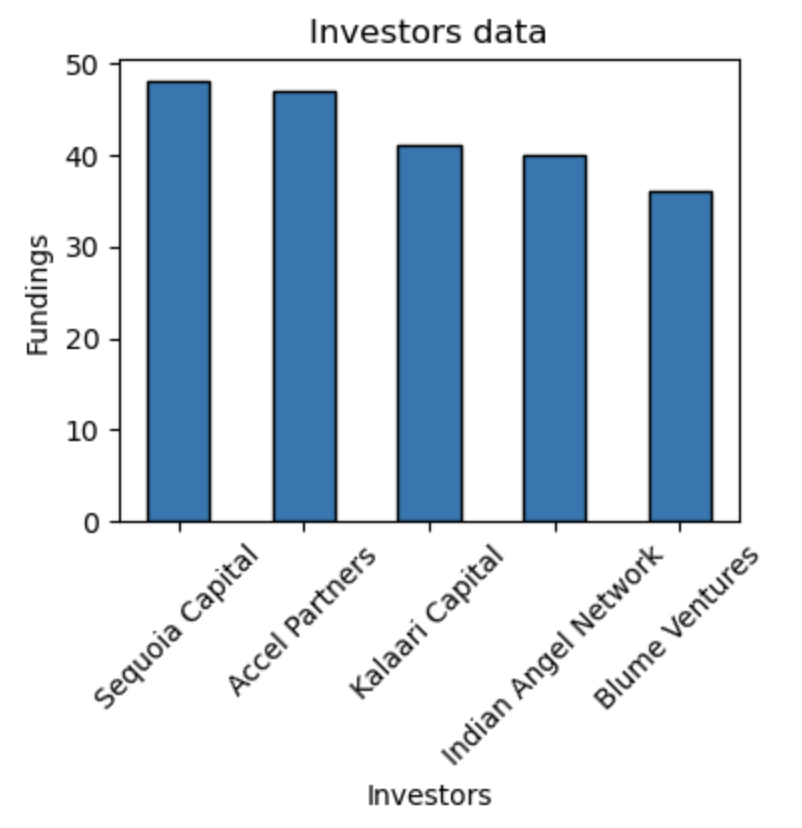 Investors data
50
40
30
20
10
0
Fundings
Sequoia Capital
Accel Partners
Kalaari Capital
Indian Angel Network
Blume Ventures
Investors